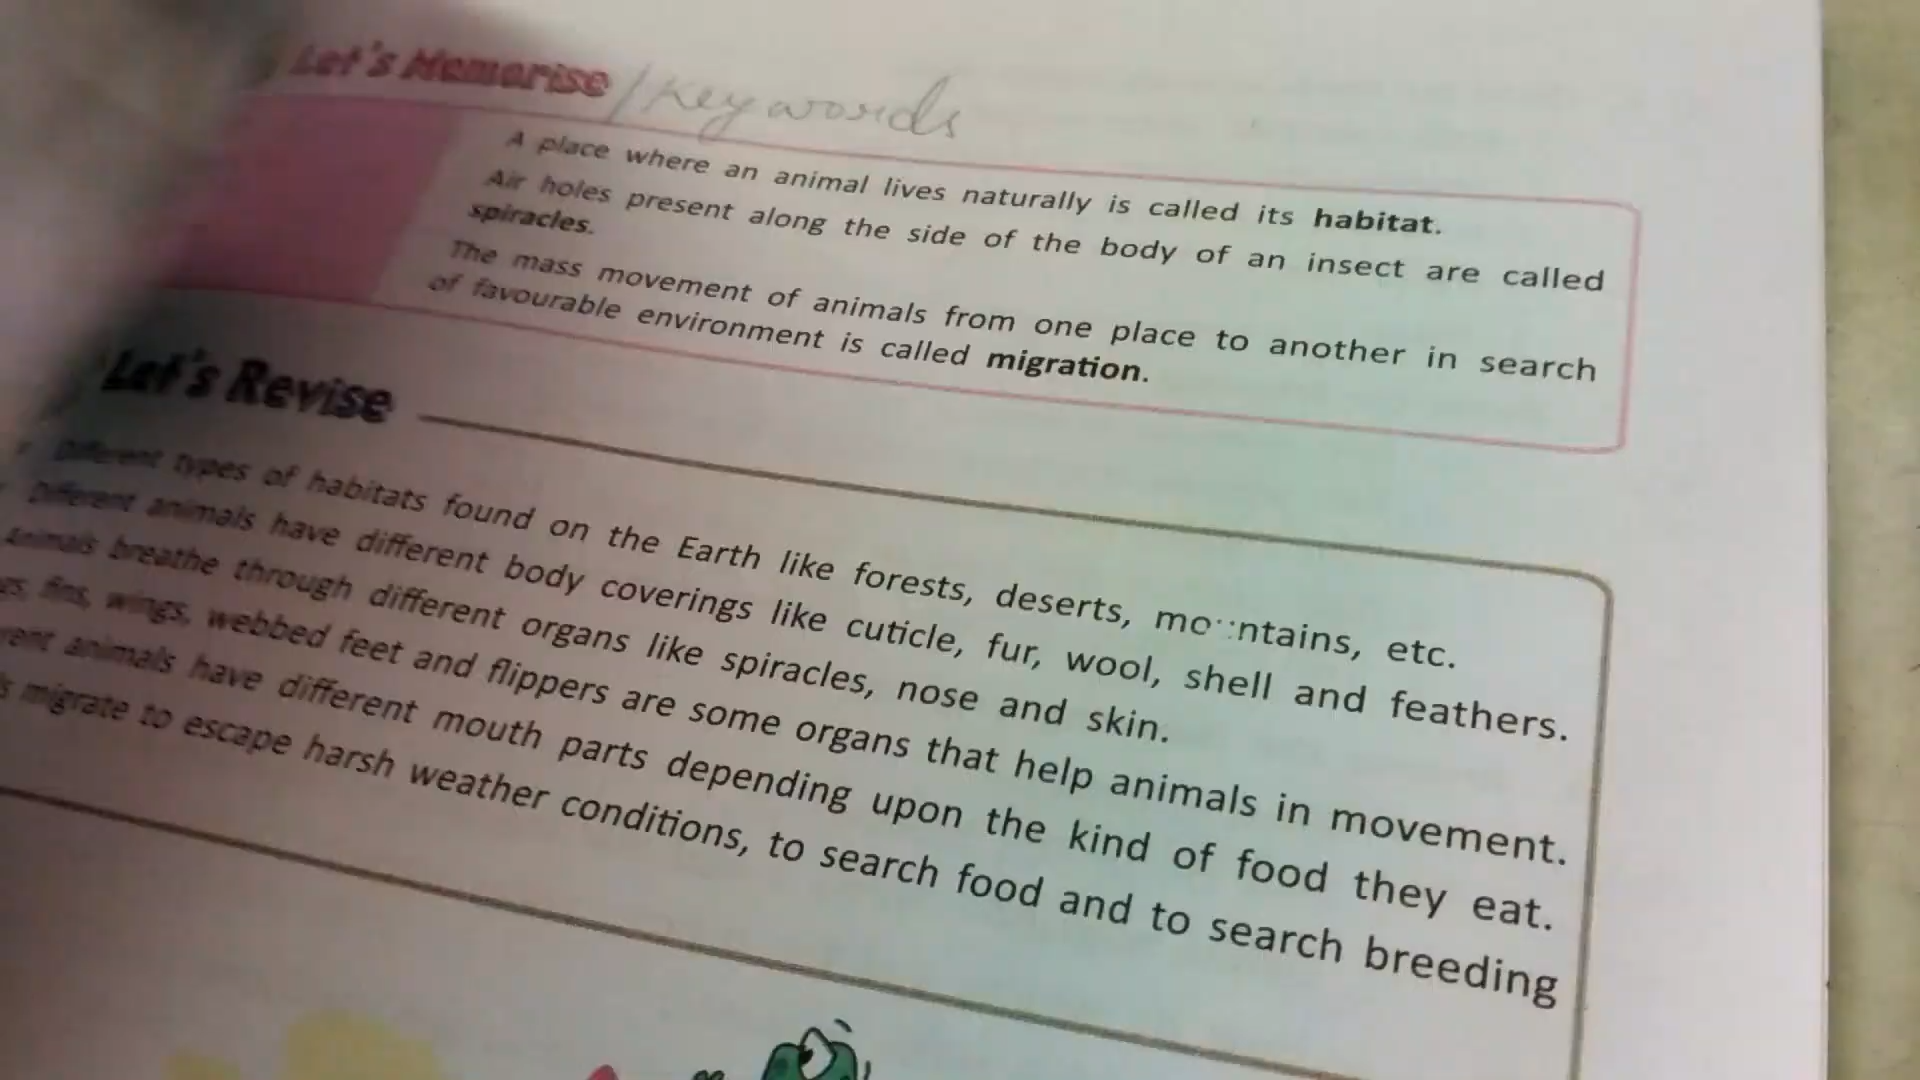 Let's Memorise / Keywords
A place where an animal lives naturally is called its habitat.
Air holes present along the side of the body of an insect are called
spiracles.
The mass movement of animals from one place to another in search
of favourable environment is called migration.
Let's Revise
Different types of habitats found on the Earth like forests, deserts, mountains, etc.
Different animals have different body coverings like cuticle, fur, wool, shell and feathers.
Animals breathe through different organs like spiracles, nose and skin.
fins, wings, webbed feet and flippers are some organs that help animals in movement.
animals have different mouth parts depending upon the kind of food they eat.
migrate to escape harsh weather conditions, to search food and to search breeding